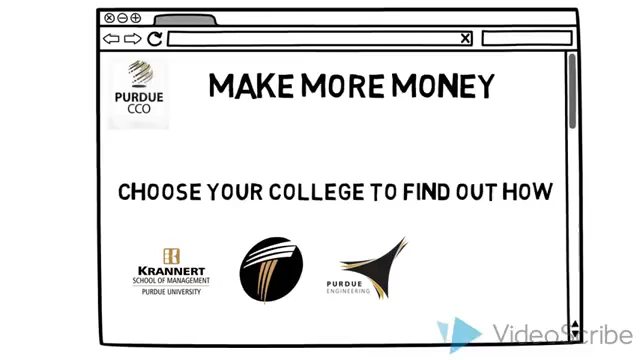 PURDUE
CCO
MAKE MORE MONEY
CHOOSE YOUR COLLEGE TO FIND OUT HOW
KRANNERT
SCHOOL OF MANAGEMENT
PURDUE UNIVERSITY
PURDUE
ENGINEERING
VideoScribe